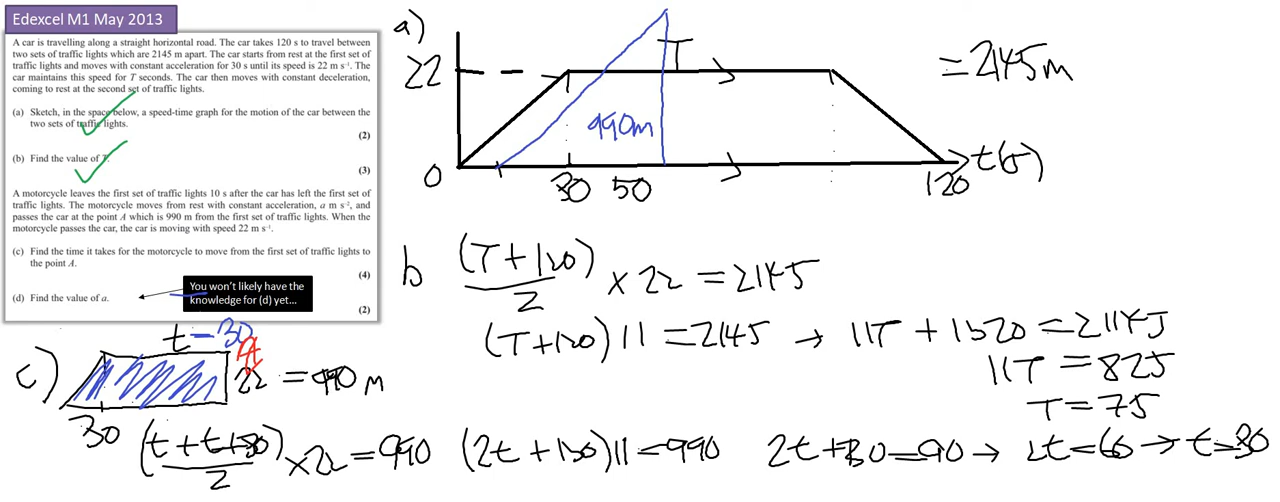 Edexcel M1 May 2013
A car is travelling along a straight horizontal road. The car takes 120 s to travel between
two sets of traffic lights which are 2145 m apart. The car starts from rest at the first set of
traffic lights and moves with constant acceleration for 30 s until its speed is 22 m s⁻¹. The
car maintains this speed for T seconds. The car then moves with constant deceleration,
coming to rest at the second set of traffic lights.
(a) Sketch, in the space below, a speed-time graph for the motion of the car between the
two sets of traffic lights.
(2)
(b) Find the value of T.
(3)
A motorcycle leaves the first set of traffic lights 10 s after the car has left the first set of
traffic lights. The motorcycle moves from rest with constant acceleration, a m s⁻², and
passes the car at the point A which is 990 m from the first set of traffic lights. When the
motorcycle passes the car, the car is moving with speed 22 m s⁻¹.
(c) Find the time it takes for the motorcycle to move from the first set of traffic lights to
the point A.
(4)
(d) Find the value of a.
You won't likely have the
knowledge for (d) yet...
(2)
a)
22
T
= 2145 m
990m
0
30 50
120
t(s)
b
(T+120)/2 × 22 = 2145
(T+120) 11 = 2145 → 11T + 1320 = 2145
11T = 825
T = 75
c)
t - 30
22 = 990 m
30
× 22 = 990
11 = 990
= 90 → 2t = 60 → t = 30